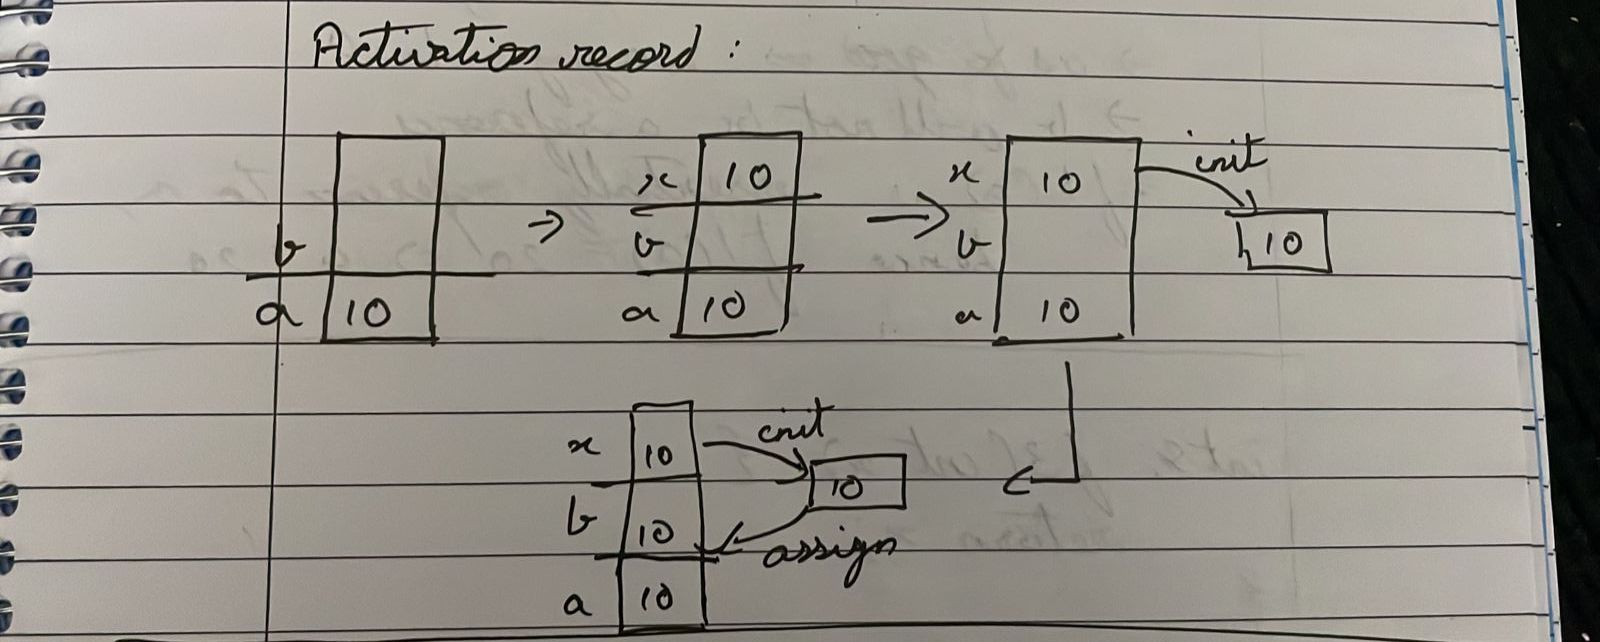 Activation record :
x 10 x 10 init
b ⇒ b → b 10
a 10 a 10 a 10
x 10 init
10
b 10
assign
a 10